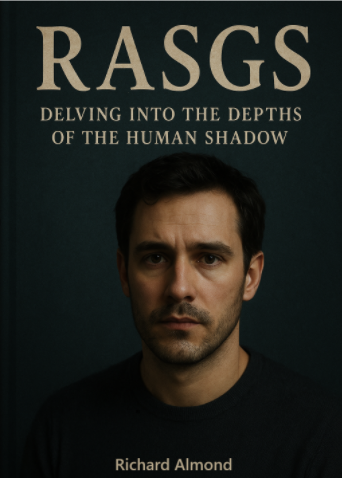 RASGS
DELVING INTO THE DEPTHS
OF THE HUMAN SHADOW
Richard Almond